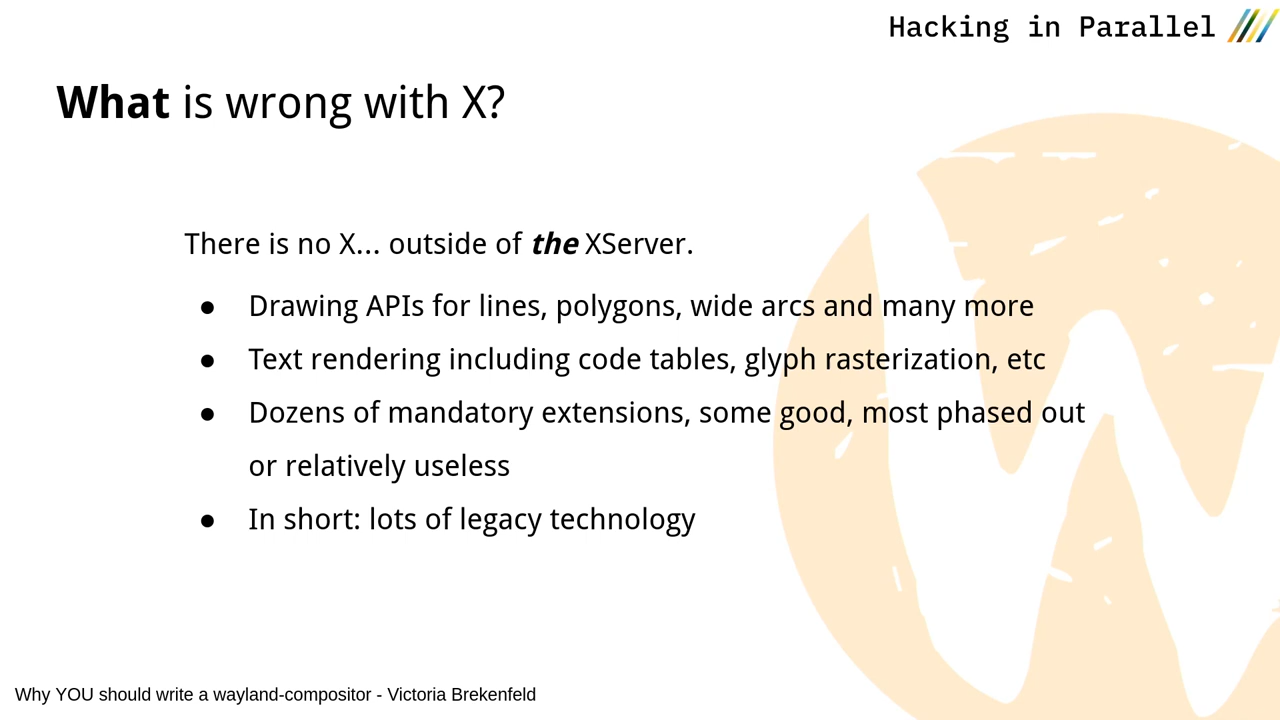 Hacking in Parallel
What is wrong with X?
There is no X... outside of the XServer.
● Drawing APIs for lines, polygons, wide arcs and many more
● Text rendering including code tables, glyph rasterization, etc
● Dozens of mandatory extensions, some good, most phased out
or relatively useless
● In short: lots of legacy technology
Why YOU should write a wayland-compositor - Victoria Brekenfeld